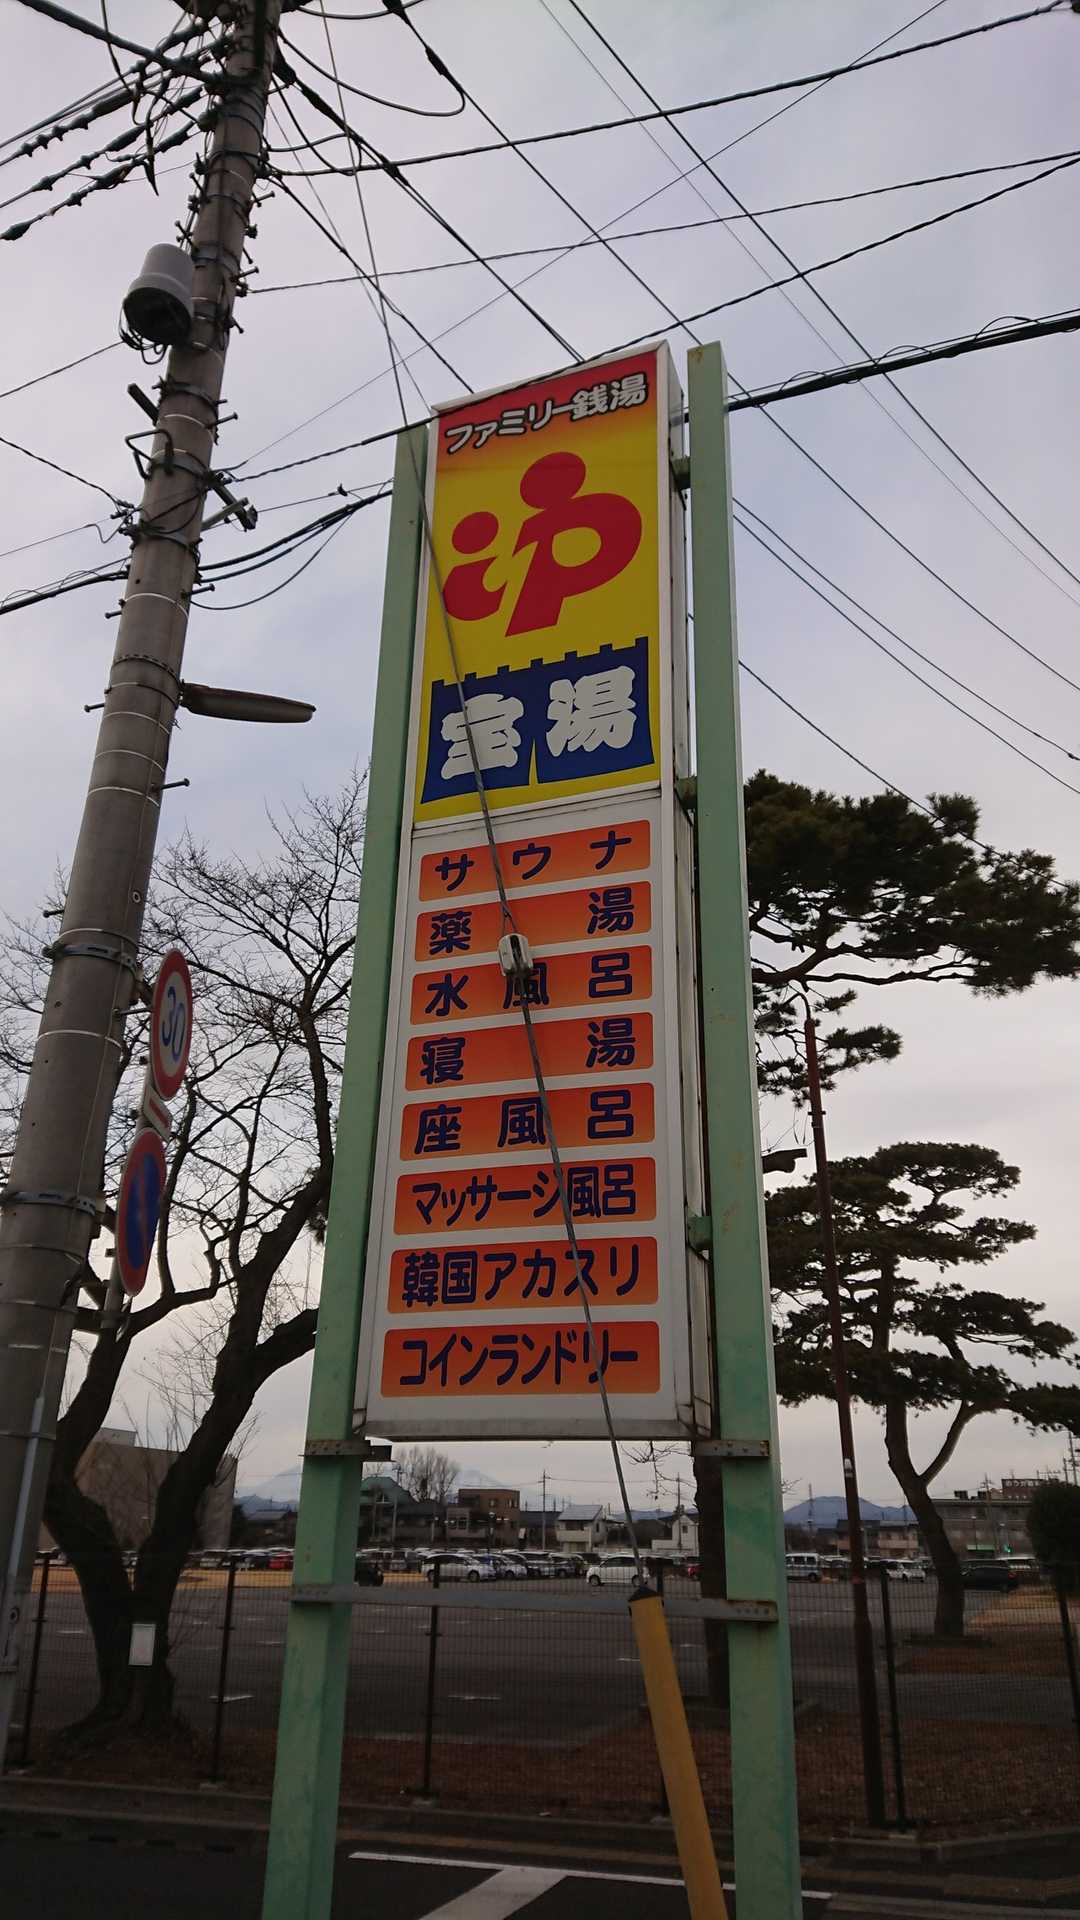 ファミリー銭湯
ゆ
宝湯
サウナ
薬湯
水風呂
寝湯
座風呂
マッサージ風呂
韓国アカスリ
コインランドリー
30